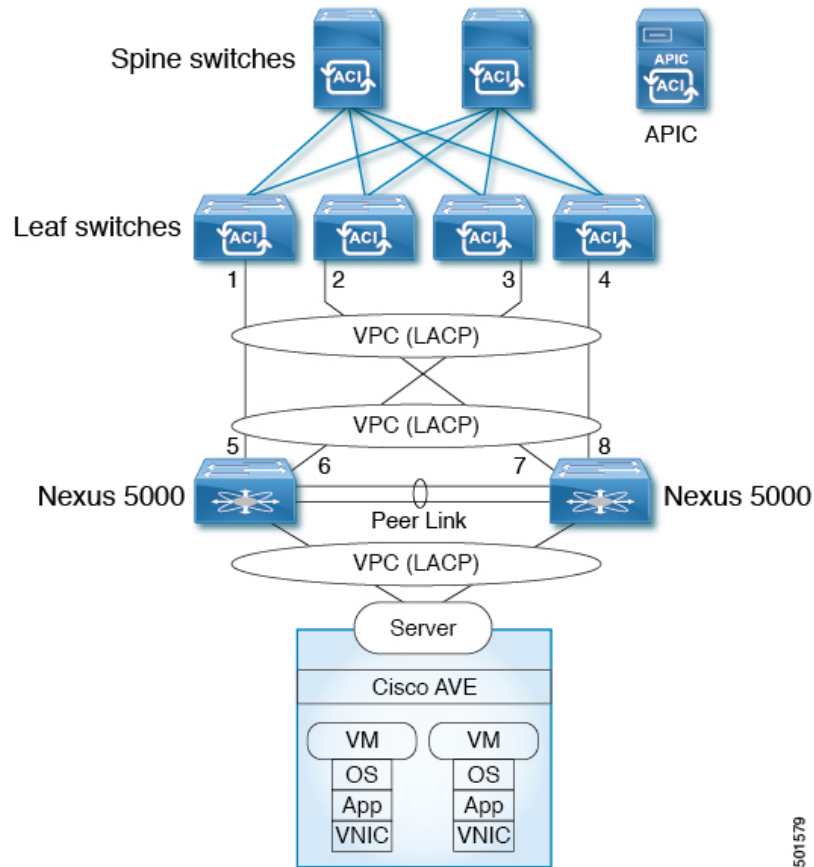 Spine switches
ACI
ACI
APIC
ACI
APIC
Leaf switches
ACI
ACI
ACI
ACI
1
2
3
4
VPC (LACP)
VPC (LACP)
5
6
7
8
Nexus 5000
Nexus 5000
Peer Link
VPC (LACP)
Server
Cisco AVE
VM
VM
OS
OS
App
App
VNIC
VNIC
501579